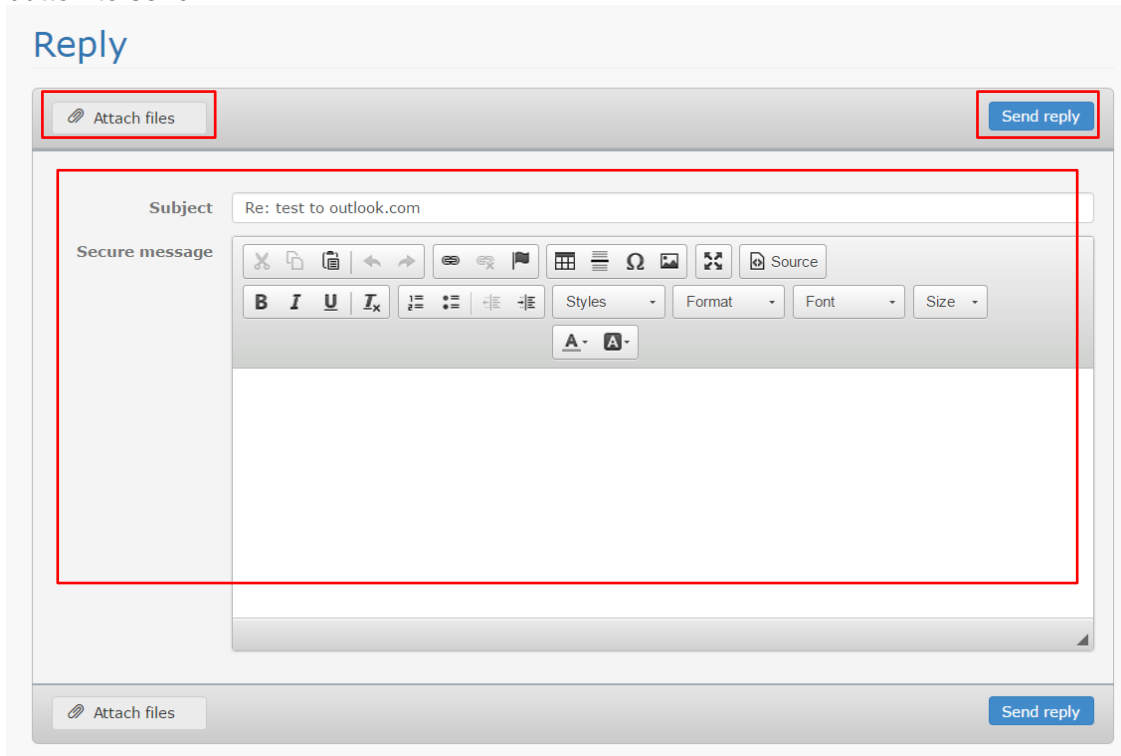 Reply
Attach files
Send reply
Subject
Re: test to outlook.com
Secure message
Source
B I U Ix Styles Format Font Size
A A
Attach files
Send reply